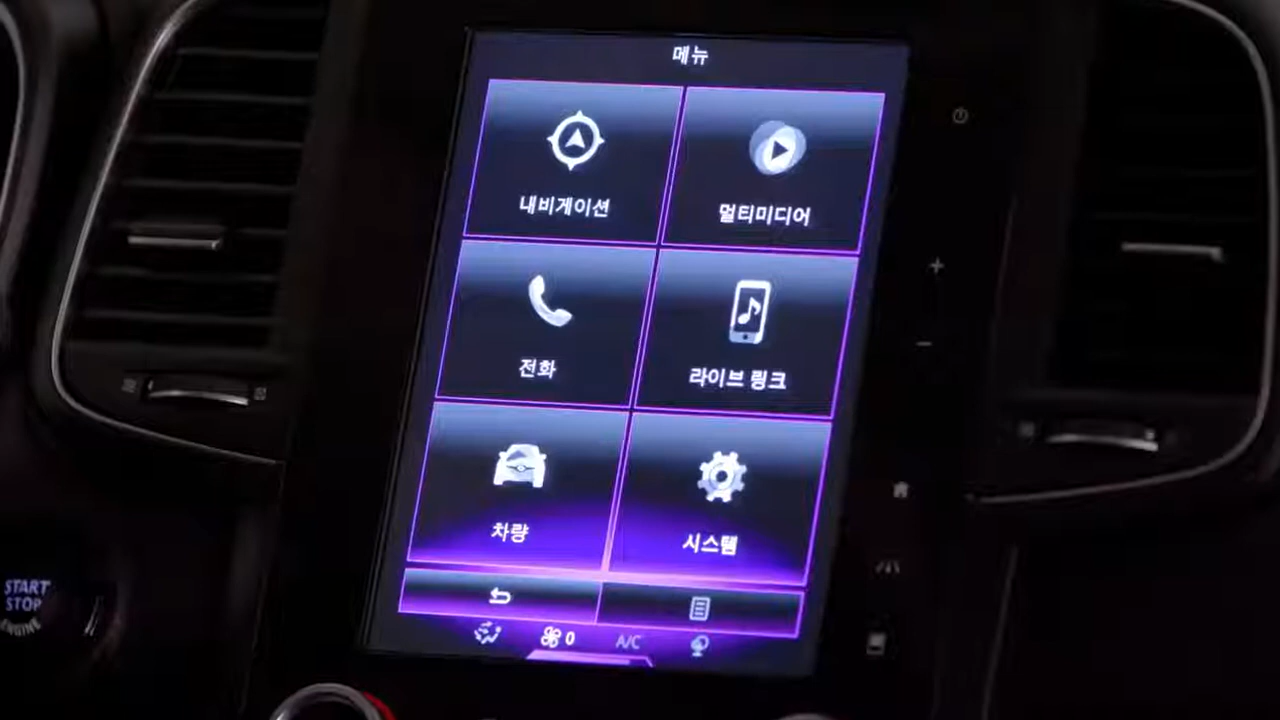 메뉴
내비게이션
멀티미디어
전화
라이브 링크
차량
시스템
START
STOP
ENGINE
0
A/C